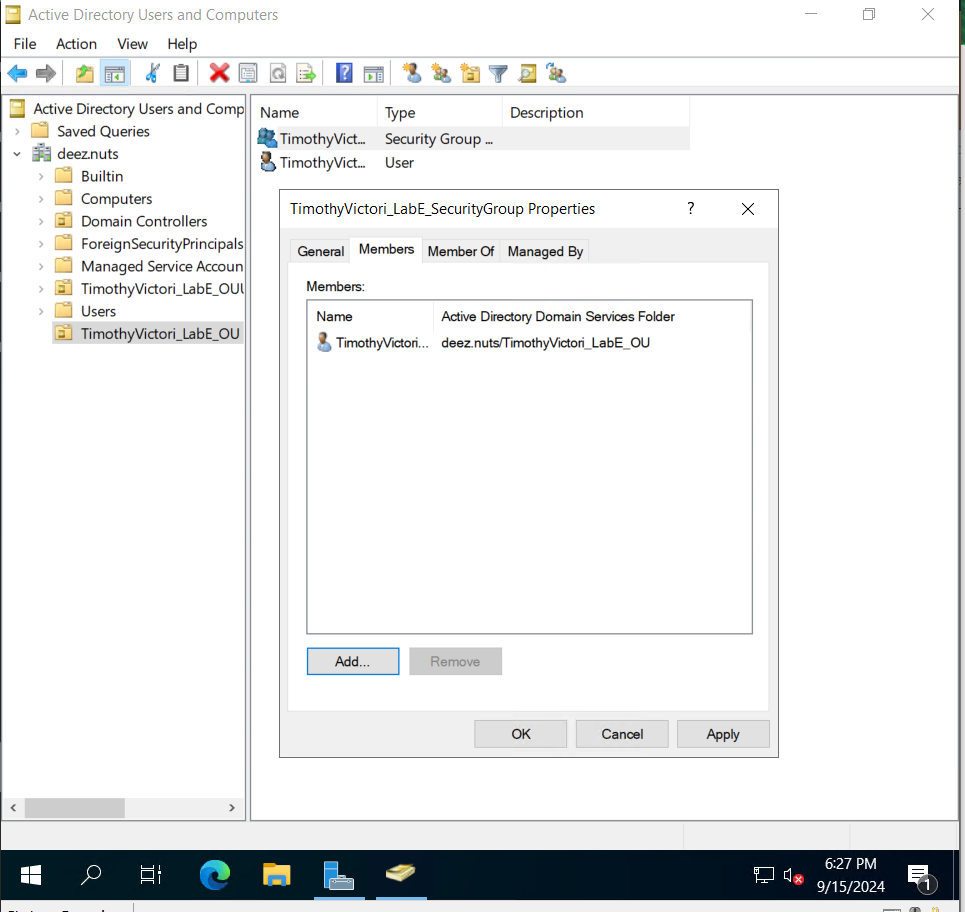 Active Directory Users and Computers
File Action View Help
Active Directory Users and Comp
Saved Queries
deez.nuts
Builtin
Computers
Domain Controllers
ForeignSecurityPrincipals
Managed Service Accoun
TimothyVictori_LabE_OUU
Users
TimothyVictori_LabE_OU
Name Type Description
TimothyVict... Security Group ...
TimothyVict... User
TimothyVictori_LabE_SecurityGroup Properties ?
General Members Member Of Managed By
Members:
Name Active Directory Domain Services Folder
TimothyVictori... deez.nuts/TimothyVictori_LabE_OU
Add... Remove
OK Cancel Apply
6:27 PM
9/15/2024
1